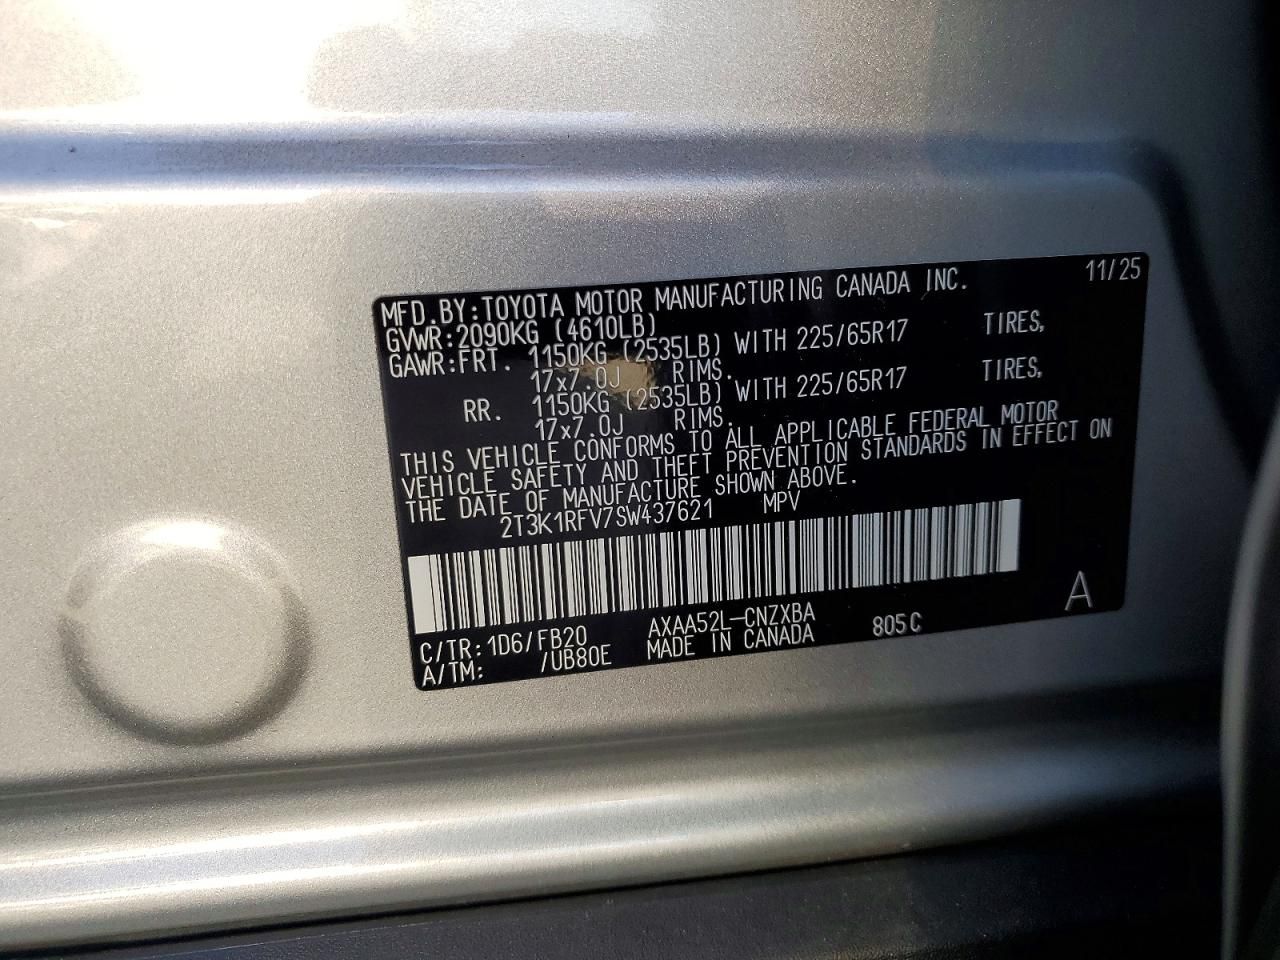 11/25
MFD.BY:TOYOTA MOTOR MANUFACTURING CANADA INC.
GVWR:2090KG (4610LB)
GAWR:FRT. 1150KG (2535LB) WITH 225/65R17 TIRES,
17x7.0J RIMS.
RR. 1150KG (2535LB) WITH 225/65R17 TIRES,
17x7.0J RIMS.
THIS VEHICLE CONFORMS TO ALL APPLICABLE FEDERAL MOTOR
VEHICLE SAFETY AND THEFT PREVENTION STANDARDS IN EFFECT ON
THE DATE OF MANUFACTURE SHOWN ABOVE.
2T3K1RFV7SW437621 MPV
C/TR:1D6/FB20 AXAA52L-CNZXBA 805C A
A/TM: /UB80E MADE IN CANADA